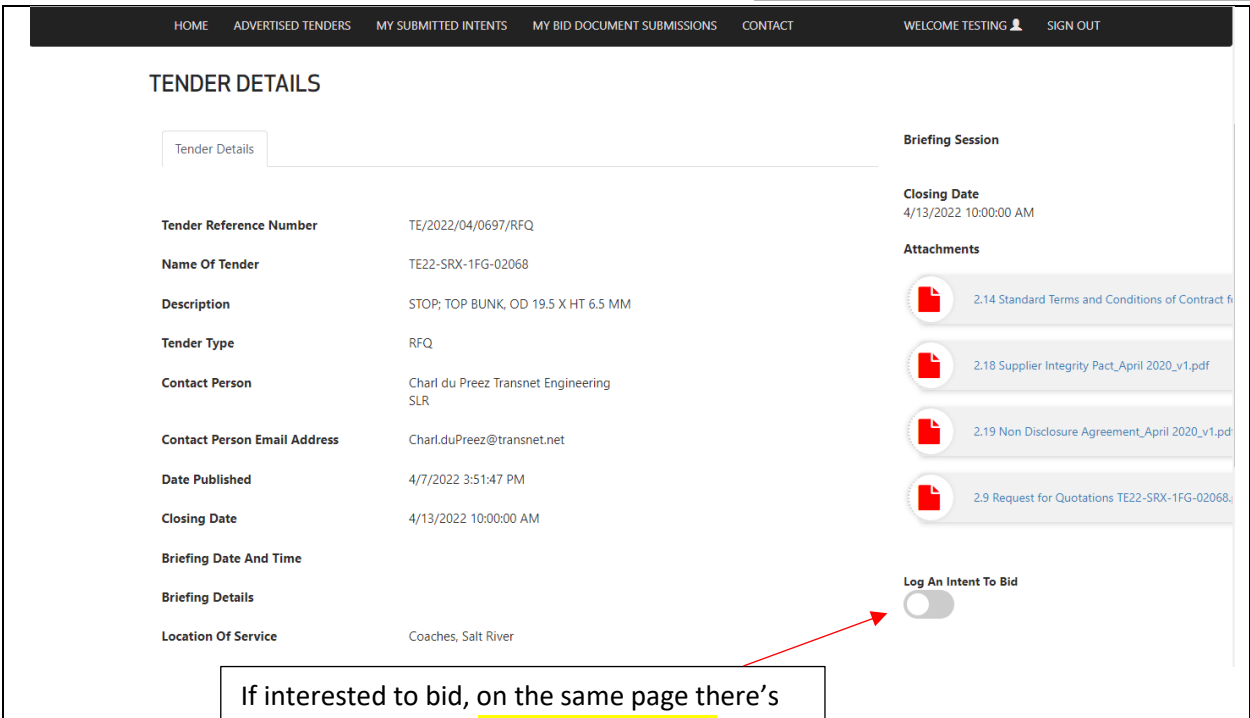 HOME ADVERTISED TENDERS MY SUBMITTED INTENTS MY BID DOCUMENT SUBMISSIONS CONTACT WELCOME TESTING SIGN OUT
TENDER DETAILS
Tender Details
Tender Reference Number TE/2022/04/0697/RFQ
Name Of Tender TE22-SRX-1FG-02068
Description STOP; TOP BUNK, OD 19.5 X HT 6.5 MM
Tender Type RFQ
Contact Person Charl du Preez Transnet Engineering
SLR
Contact Person Email Address Charl.duPreez@transnet.net
Date Published 4/7/2022 3:51:47 PM
Closing Date 4/13/2022 10:00:00 AM
Briefing Date And Time
Briefing Details
Location Of Service Coaches, Salt River
Briefing Session
Closing Date
4/13/2022 10:00:00 AM
Attachments
2.14 Standard Terms and Conditions of Contract
2.18 Supplier Integrity Pact_April 2020_v1.pdf
2.19 Non Disclosure Agreement_April 2020_v1.pd
2.9 Request for Quotations TE22-SRX-1FG-02068.
Log An Intent To Bid
If interested to bid, on the same page there's